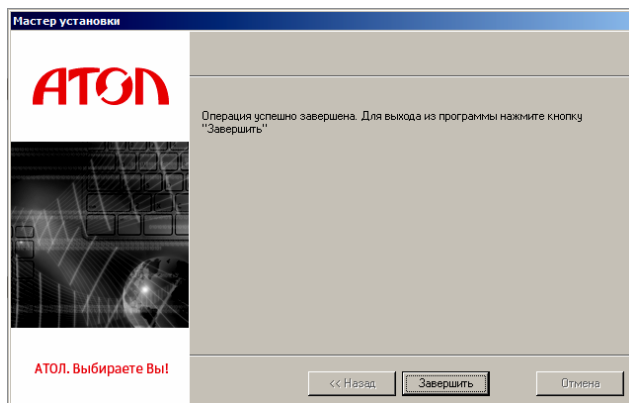 Мастер установки
АТОЛ
Операция успешно завершена. Для выхода из программы нажмите кнопку
"Завершить"
АТОЛ. Выбираете Вы!
<< Назад
Завершить
Отмена